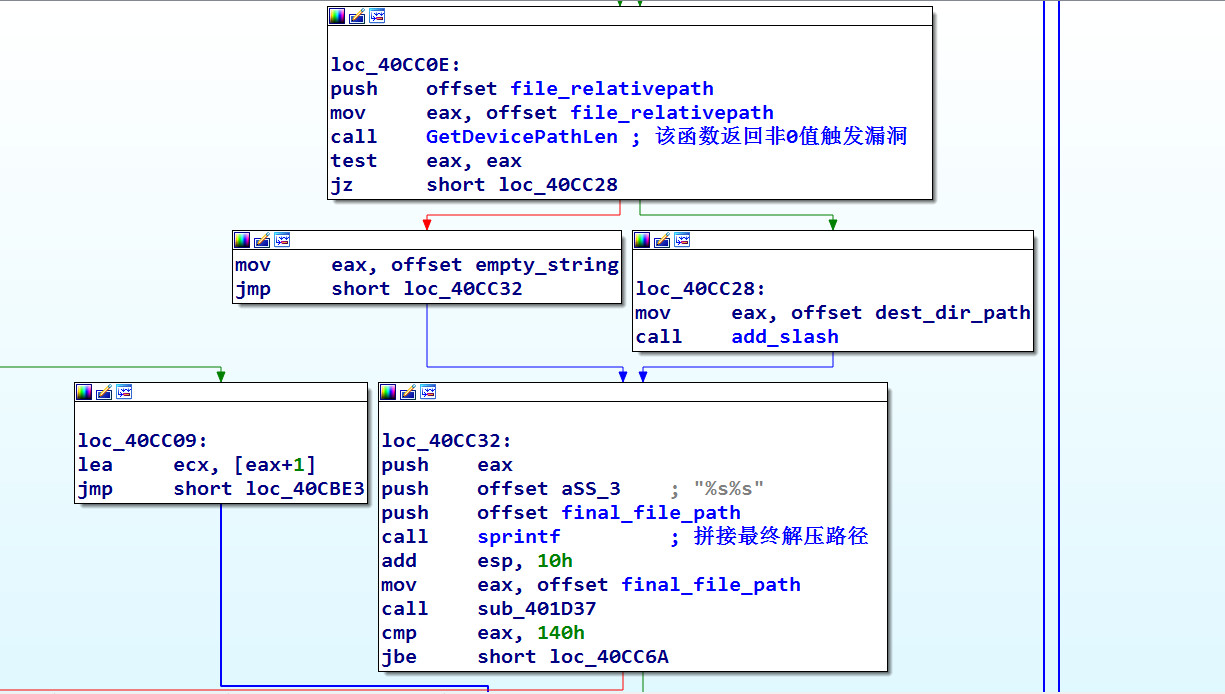 loc_40CC0E:
push offset file_relativepath
mov eax, offset file_relativepath
call GetDevicePathLen ; 该函数返回非0值触发漏洞
test eax, eax
jz short loc_40CC28
mov eax, offset empty_string
jmp short loc_40CC32
loc_40CC28:
mov eax, offset dest_dir_path
call add_slash
loc_40CC09:
lea ecx, [eax+1]
jmp short loc_40CBE3
loc_40CC32:
push eax
push offset aSS_3 ; "%s%s"
push offset final_file_path
call sprintf ; 拼接最终解压路径
add esp, 10h
mov eax, offset final_file_path
call sub_401D37
cmp eax, 140h
jbe short loc_40CC6A